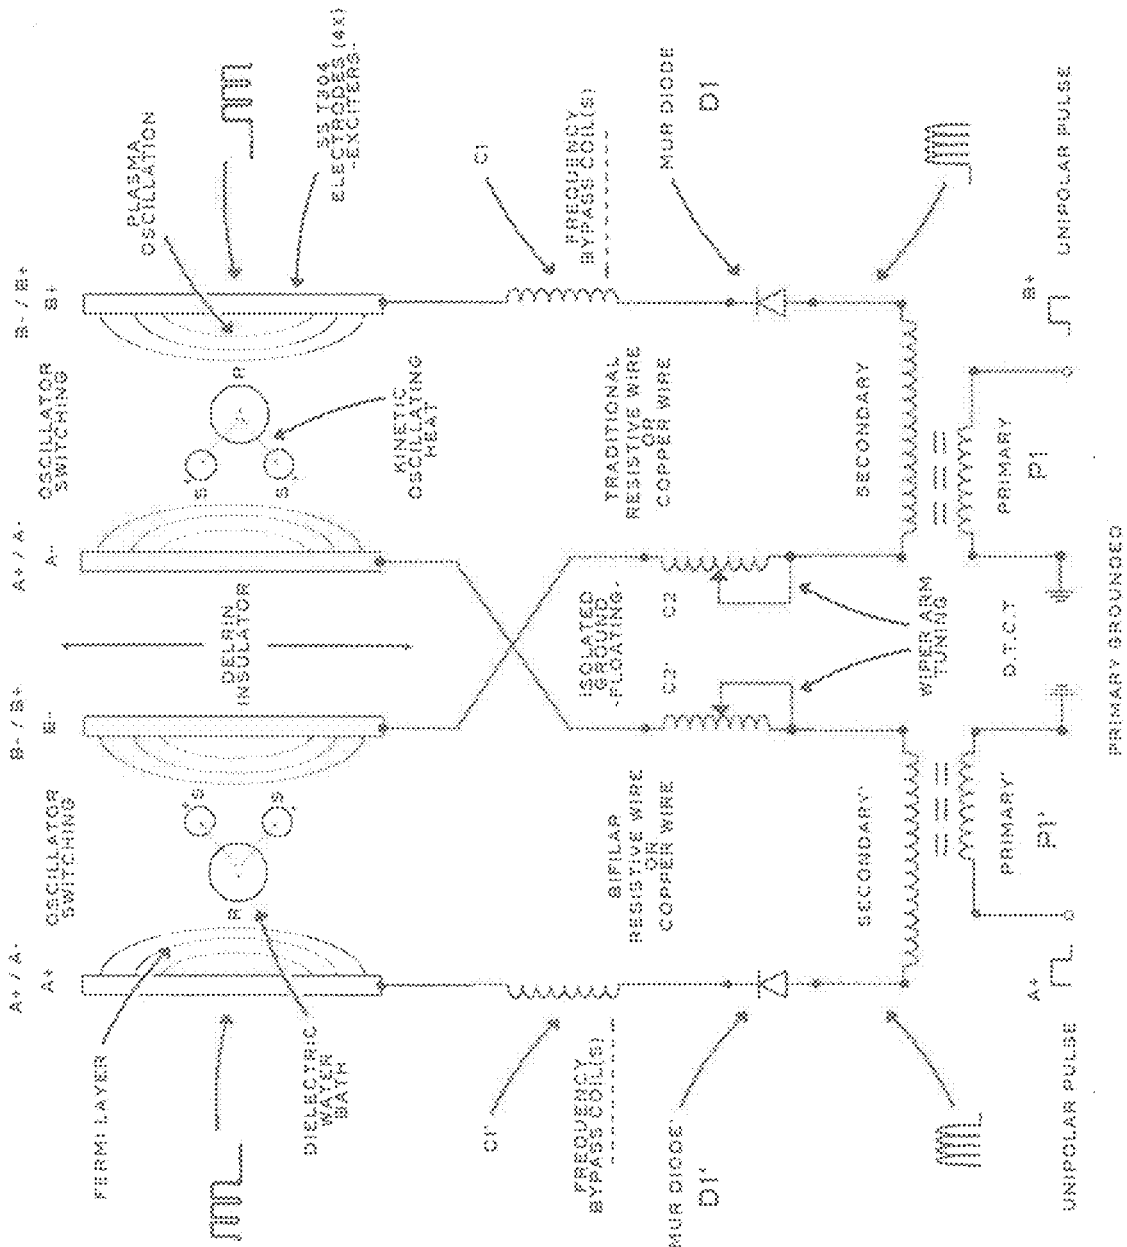 PLASMA
OSCILLATION
SS T304
ELECTRODES (4X)
-EXCITERS-
C1
FREQUENCY
BYPASS COIL(S)
MUR DIODE
D1
UNIPOLAR PULSE
B- / B+
B+
B+
OSCILLATOR
SWITCHING
R
S
S
KINETIC
OSCILLATING
HEAT
TRADITIONAL
RESISTIVE WIRE
OR
COPPER WIRE
SECONDARY
PRIMARY
P1
A+ / A-
A-
DELRIN
INSULATOR
ISOLATED
GROUND
-FLOATING-
C2
C2'
WIPER ARM
TUNING
D.T.C.Y
PRIMARY GROUNDED
B- / B+
B-
OSCILLATOR
SWITCHING
S
S
R
BIFILAR
RESISTIVE WIRE
OR
COPPER WIRE
SECONDARY'
PRIMARY'
P1'
A+ / A-
A+
A+
FERMI LAYER
DIELECTRIC
WATER
BATH
C1'
FREQUENCY
BYPASS COIL(S)
MUR DIODE'
D1'
UNIPOLAR PULSE